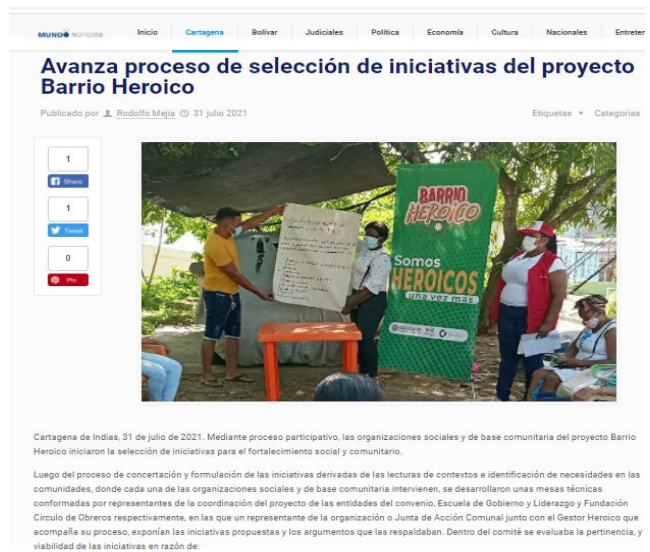 MUNDO NOTICIAS Inicio Cartagena Bolívar Judiciales Política Economía Cultura Nacionales Entreter
Avanza proceso de selección de iniciativas del proyecto
Barrio Heroico
Publicado por Rodolfo Mejia 31 julio 2021 Etiquetas Categorias
1
Share
1
Tweet
0
Pin
BARRIO
HEROICO
Somos
HEROICOS
una vez más
Cartagena de Indias, 31 de julio de 2021. Mediante proceso participativo, las organizaciones sociales y de base comunitaria del proyecto Barrio
Heroico iniciaron la selección de iniciativas para el fortalecimiento social y comunitario.
Luego del proceso de concertación y formulación de las iniciativas derivadas de las lecturas de contextos e identificación de necesidades en las
comunidades, donde cada una de las organizaciones sociales y de base comunitaria intervienen, se desarrollaron unas mesas técnicas
conformadas por representantes de la coordinación del proyecto de las entidades del convenio, Escuela de Gobierno y Liderazgo y Fundación
Circulo de Obreros respectivamente, en las que un representante de la organización o Junta de Acción Comunal junto con el Gestor Heroico que
acompaña su proceso, exponían las iniciativas propuestas y los argumentos que las respaldaban. Dentro del comité se evaluaba la pertinencia, y
viabilidad de las iniciativas en razón de: